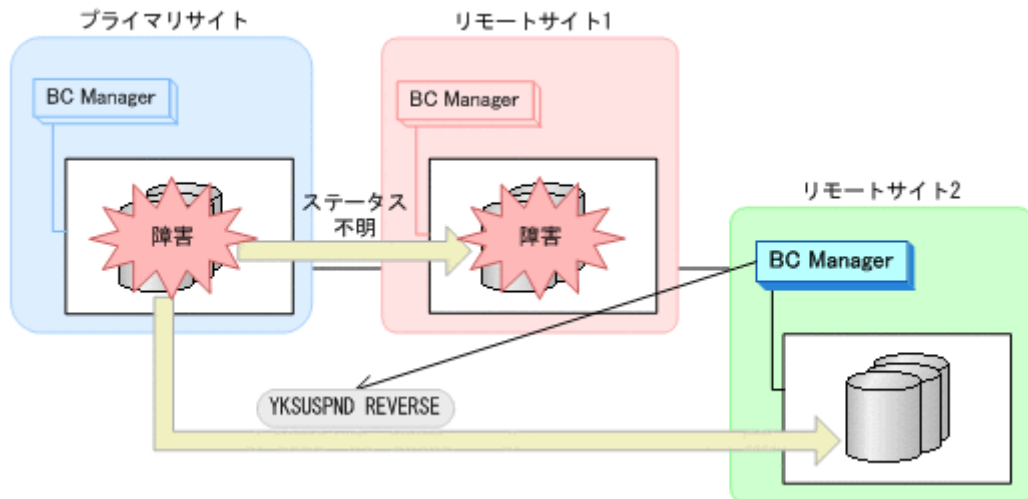 プライマリサイト
リモートサイト1
BC Manager
BC Manager
ステータス
不明
障害
障害
リモートサイト2
BC Manager
YKSUSPND REVERSE